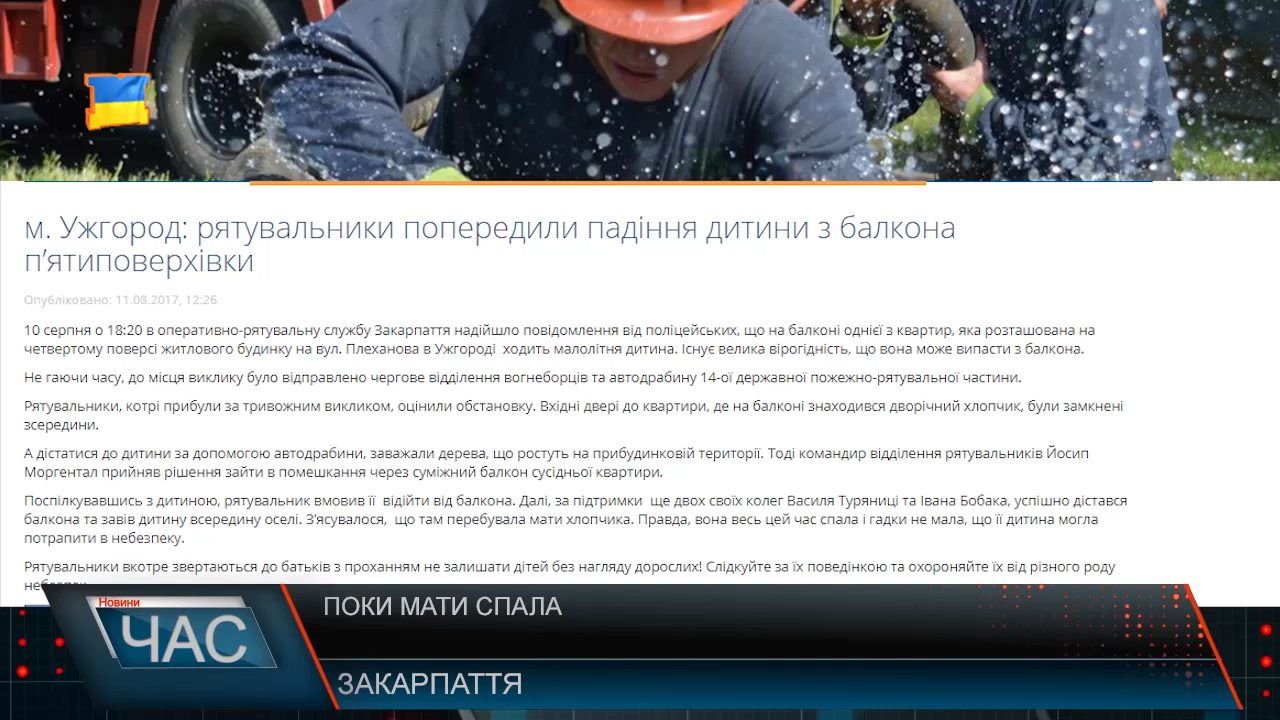 м. Ужгород: рятувальники попередили падіння дитини з балкона
п’ятиповерхівки
Опубліковано: 11.08.2017, 12:26
10 серпня о 18:20 в оперативно-рятувальну службу Закарпаття надійшло повідомлення від поліцейських, що на балконі однієї з квартир, яка розташована на
четвертому поверсі житлового будинку на вул. Плеханова в Ужгороді ходить малолітня дитина. Існує велика вірогідність, що вона може випасти з балкона.
Не гаючи часу, до місця виклику було відправлено чергове відділення вогнеборців та автодрабину 14-ої державної пожежно-рятувальної частини.
Рятувальники, котрі прибули за тривожним викликом, оцінили обстановку. Вхідні двері до квартири, де на балконі знаходився дворічний хлопчик, були замкнені
зсередини.
А дістатися до дитини за допомогою автодрабини, заважали дерева, що ростуть на прибудинковій території. Тоді командир відділення рятувальників Йосип
Моргентал прийняв рішення зайти в помешкання через суміжний балкон сусідньої квартири.
Поспілкувавшись з дитиною, рятувальник вмовив її відійти від балкона. Далі, за підтримки ще двох своїх колег Василя Туряниці та Івана Бобака, успішно дістався
балкона та завів дитину всередину оселі. З’ясувалося, що там перебувала мати хлопчика. Правда, вона весь цей час спала і гадки не мала, що її дитина могла
потрапити в небезпеку.
Рятувальники вкотре звертаються до батьків з проханням не залишати дітей без нагляду дорослих! Слідкуйте за їх поведінкою та охороняйте їх від різного роду
Новини
ЧАС
ПОКИ МАТИ СПАЛА
ЗАКАРПАТТЯ